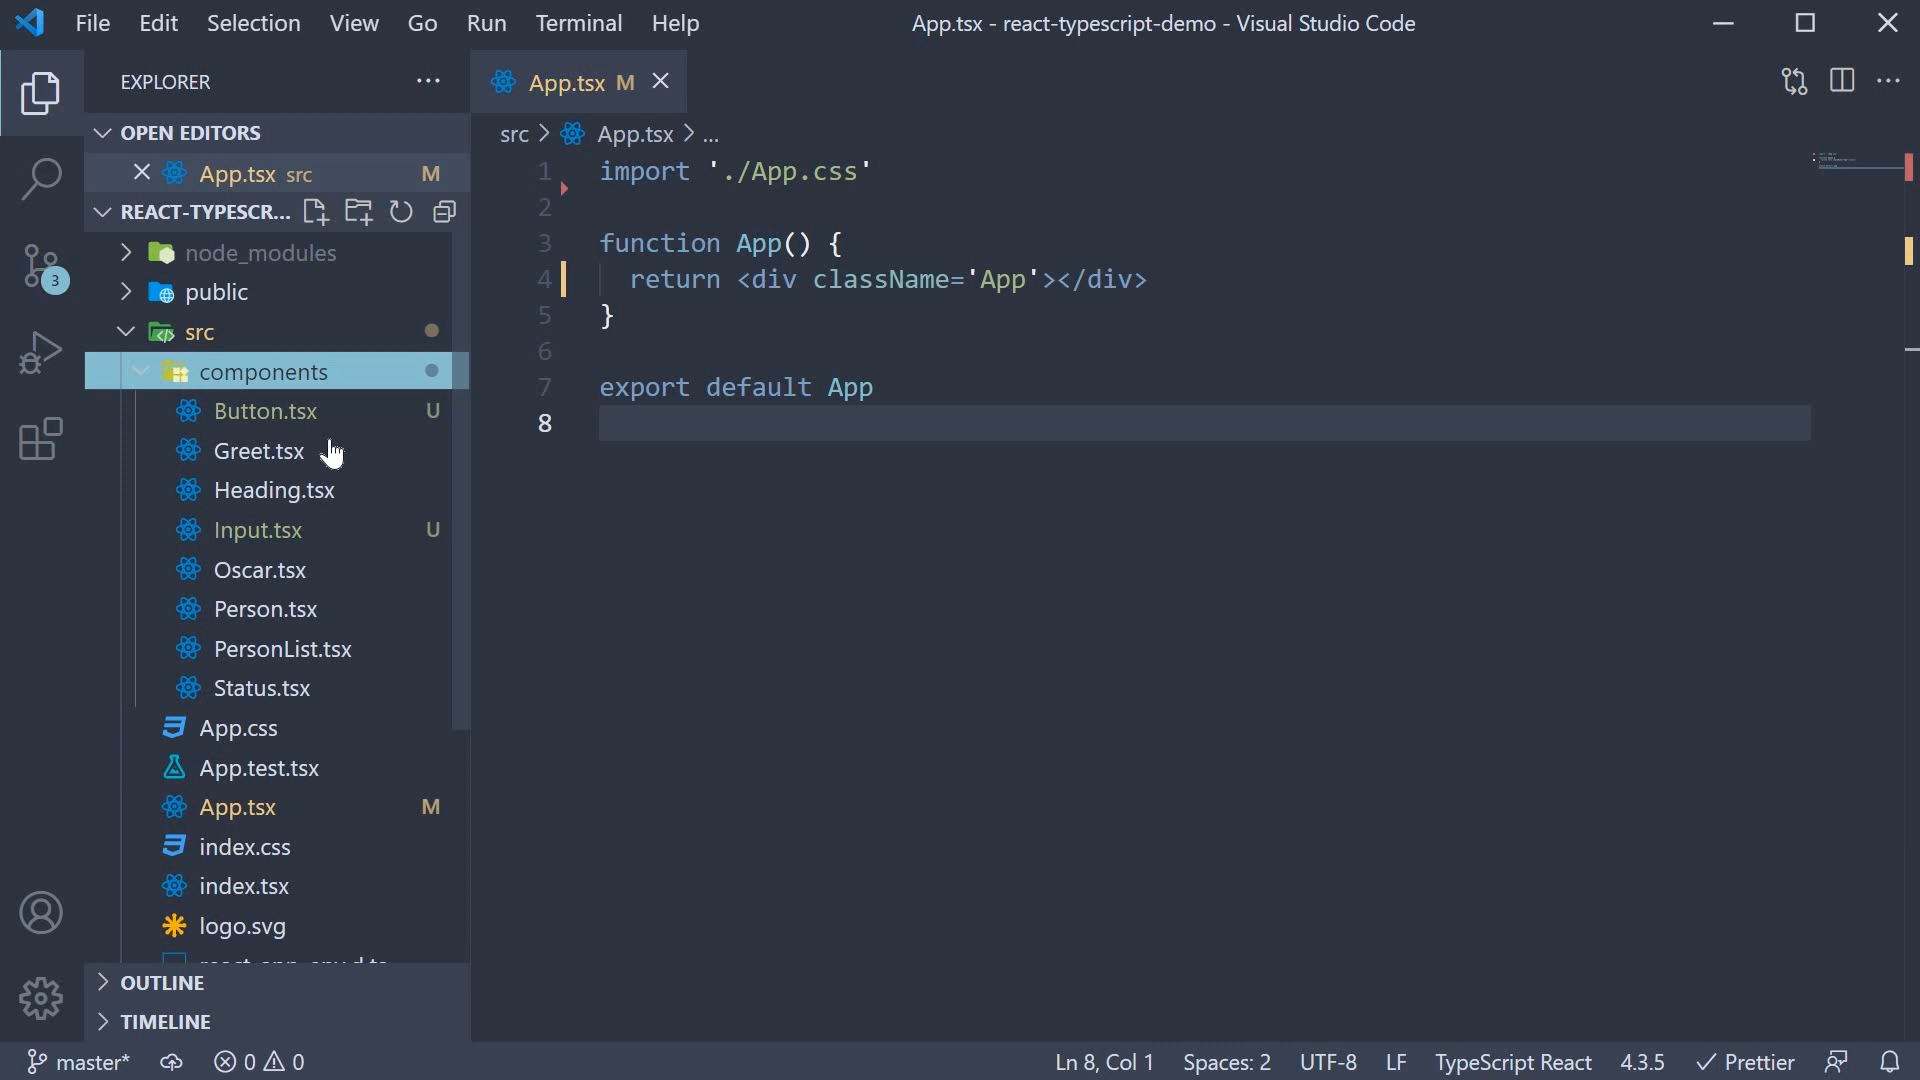 File Edit Selection View Go Run Terminal Help
App.tsx - react-typescript-demo - Visual Studio Code
EXPLORER
OPEN EDITORS
App.tsx src M
REACT-TYPESCR...
node_modules
public
src
components
Button.tsx U
Greet.tsx
Heading.tsx
Input.tsx U
Oscar.tsx
Person.tsx
PersonList.tsx
Status.tsx
App.css
App.test.tsx
App.tsx M
index.css
index.tsx
logo.svg
OUTLINE
TIMELINE
3
App.tsx M
src > App.tsx > ...
1 import './App.css'
2
3 function App() {
4 return <div className='App'></div>
5 }
6
7 export default App
8
master* 0 0 Ln 8, Col 1 Spaces: 2 UTF-8 LF TypeScript React 4.3.5 Prettier